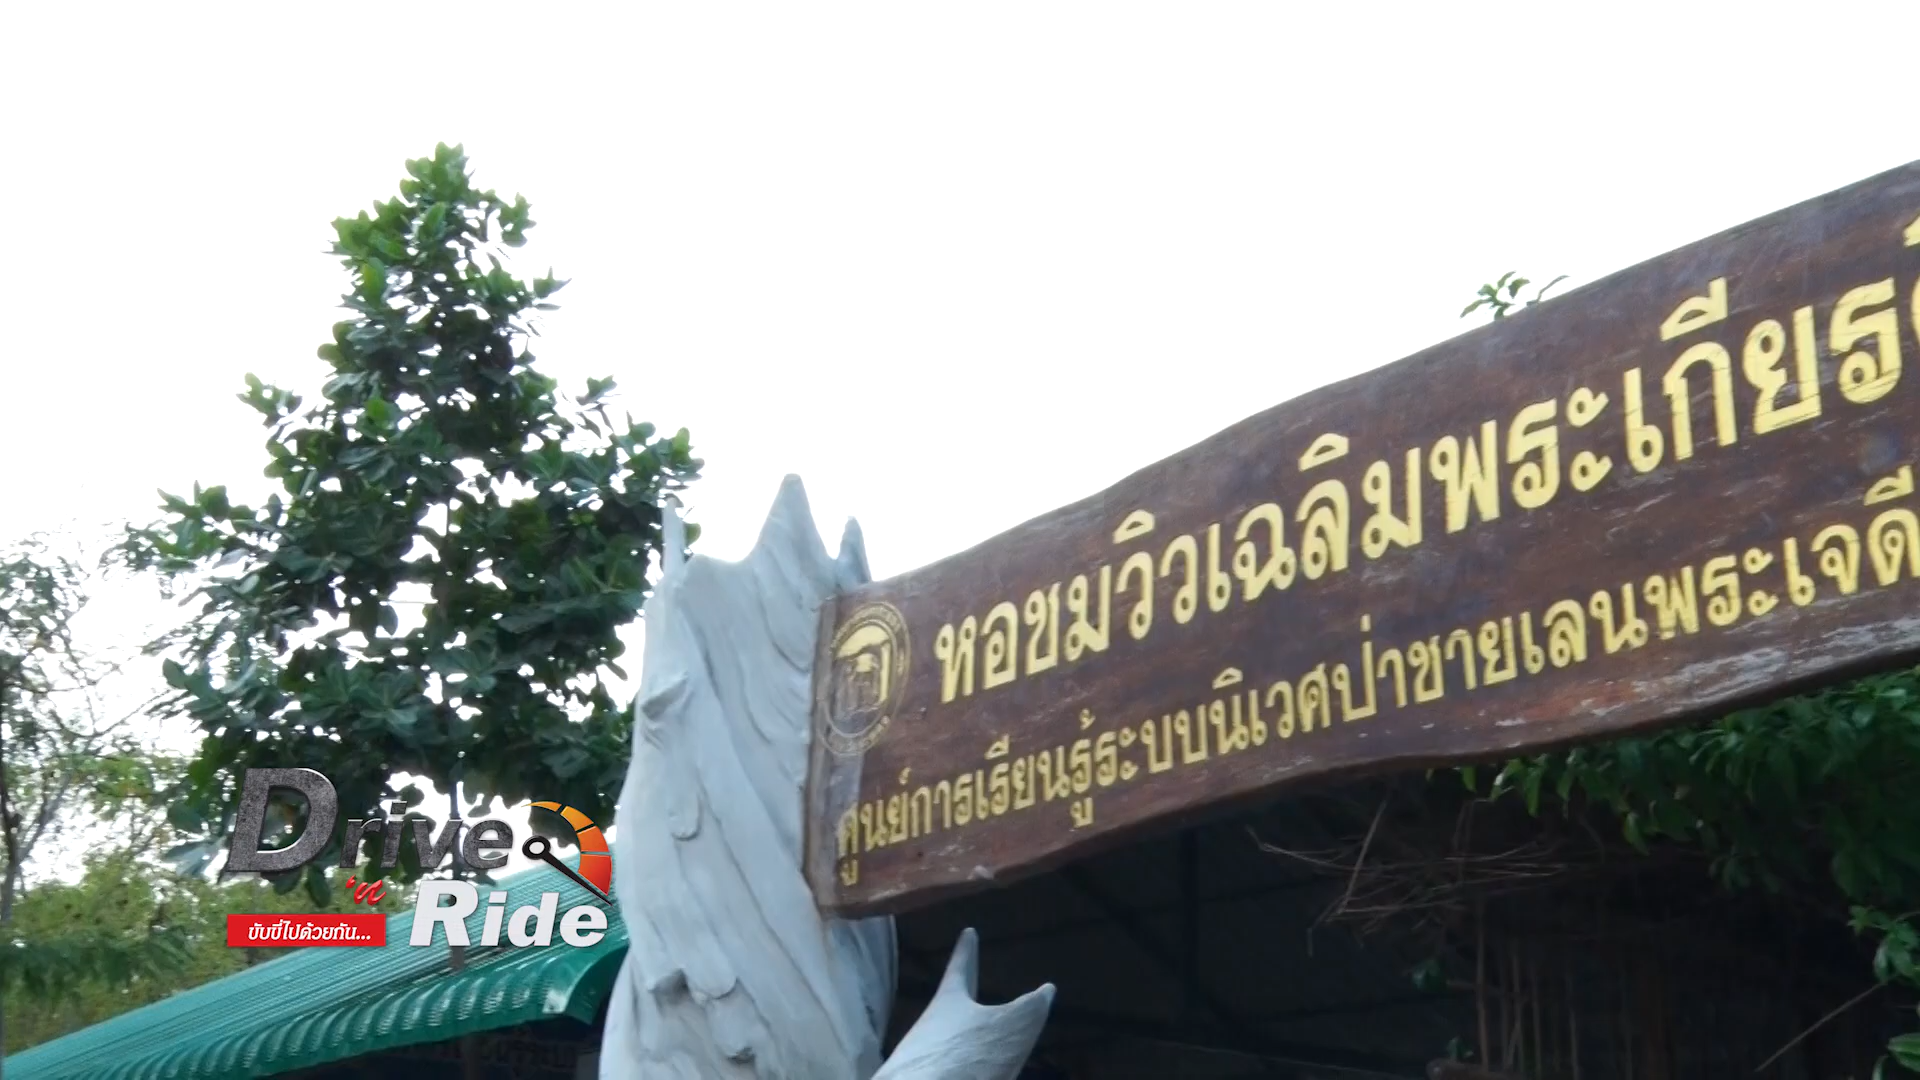 หอชมวิวเฉลิมพระเกียรติ
ศูนย์การเรียนรู้ระบบนิเวศป่าชายเลนพระเจดี
Drive
'n Ride
ขับขี่ไปด้วยกัน...